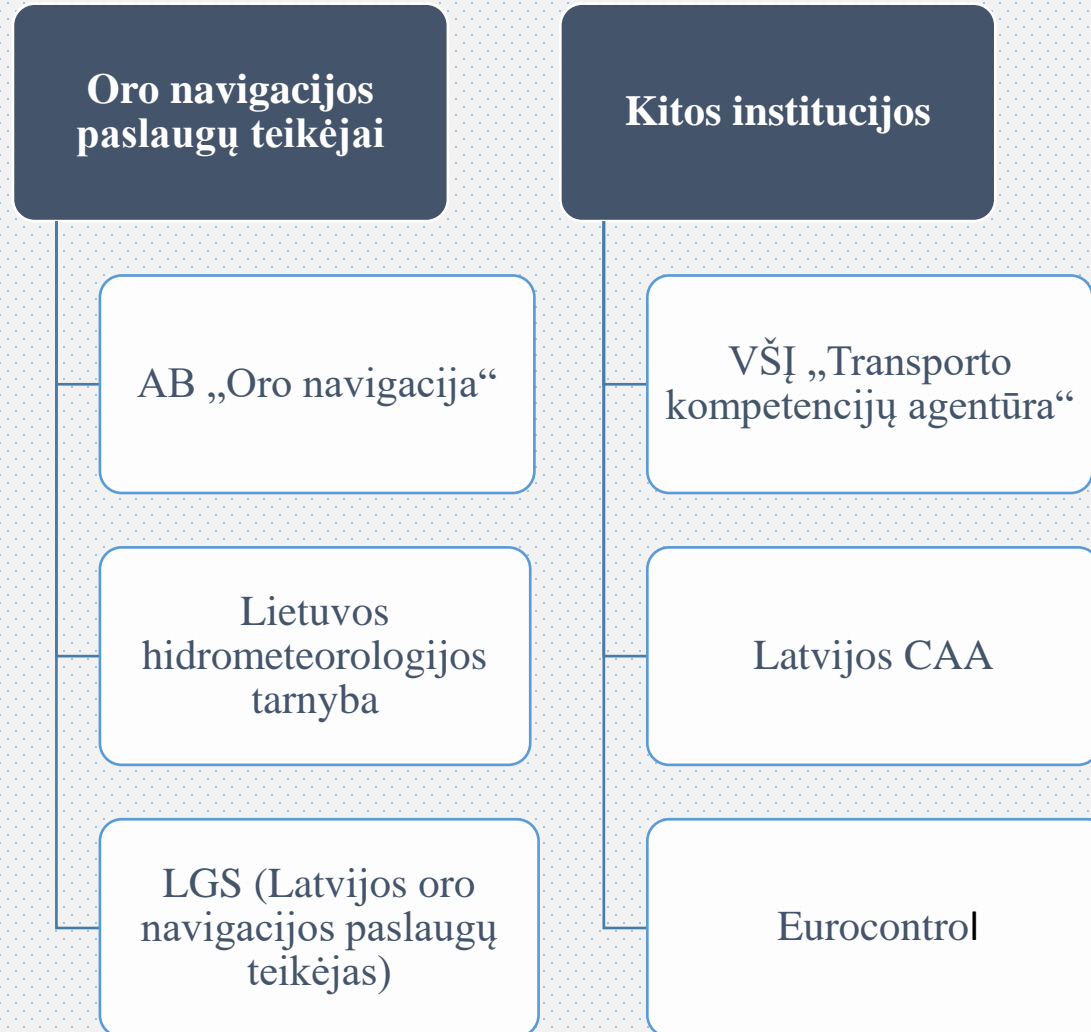 Oro navigacijos
paslaugų teikėjai
AB „Oro navigacija“
Lietuvos
hidrometeorologijos
tarnyba
LGS (Latvijos oro
navigacijos paslaugų
teikėjas)
Kitos institucijos
VŠĮ „Transporto
kompetencijų agentūra“
Latvijos CAA
Eurocontrol